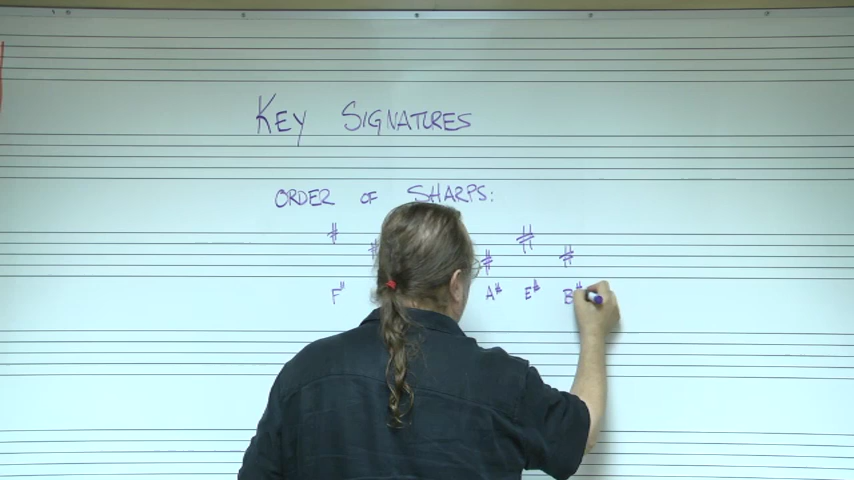 KEY SIGNATURES
ORDER OF SHARPS:
# # # # #
F# A# E# B#